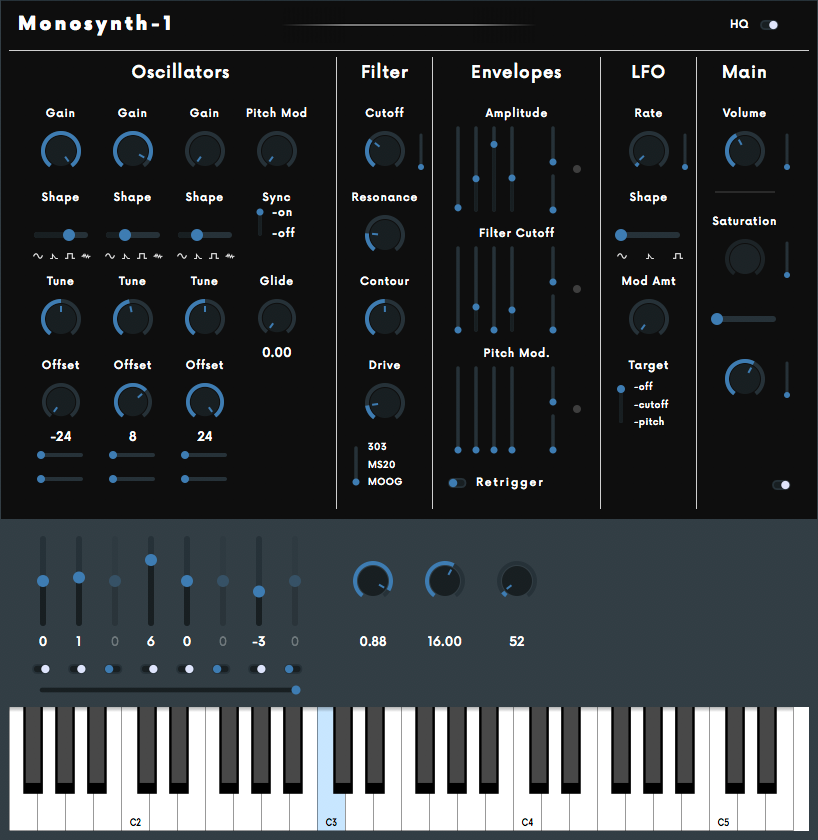 Monosynth-1
HQ
Oscillators Filter Envelopes LFO Main
Gain Gain Gain Pitch Mod Cutoff Amplitude Rate Volume
Shape Shape Shape Sync Resonance Shape
-on
-off
Saturation
Filter Cutoff
Tune Tune Tune Glide Contour Mod Amt
0.00
Pitch Mod.
Offset Offset Offset Drive Target
-off
-cutoff
-pitch
-24 8 24
303
MS20
MOOG
Retrigger
0 1 0 6 0 0 -3 0 0.88 16.00 52
C2 C3 C4 C5